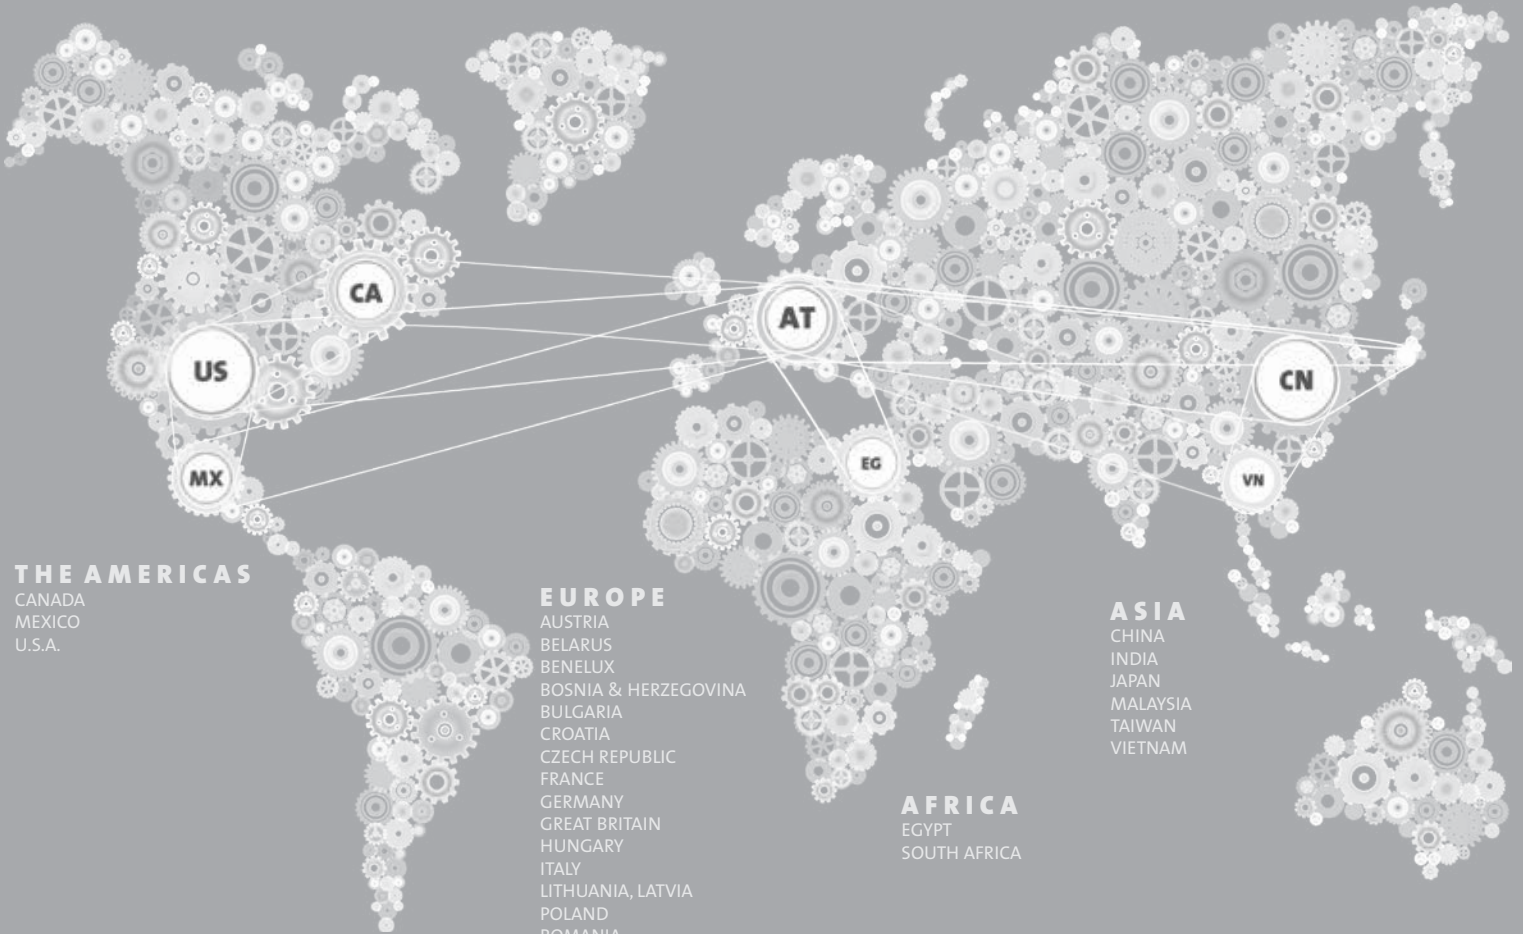 CA
AT
US
CN
EG
MX
VN
THE AMERICAS
CANADA
MEXICO
U.S.A.
EUROPE
AUSTRIA
BELARUS
BENELUX
BOSNIA & HERZEGOVINA
BULGARIA
CROATIA
CZECH REPUBLIC
FRANCE
GERMANY
GREAT BRITAIN
HUNGARY
ITALY
LITHUANIA, LATVIA
POLAND
ASIA
CHINA
INDIA
JAPAN
MALAYSIA
TAIWAN
VIETNAM
AFRICA
EGYPT
SOUTH AFRICA